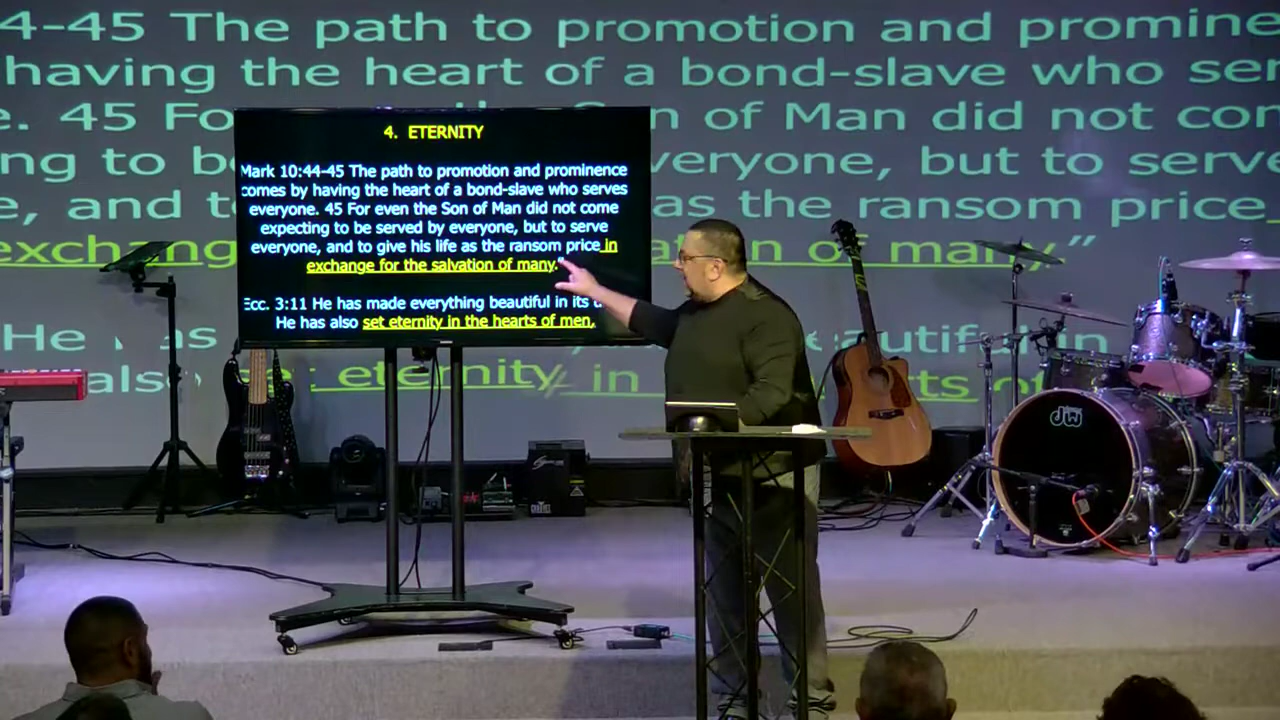 4-45 The path to promotion and promine
having the heart of a bond-slave who ser
e. 45 Fo Son of Man did not con
ng to b veryone, but to serve
e, and to as the ransom price
exchang ation of many.”
He has autiful in
also eternity in rts of
4. ETERNITY
Mark 10:44-45 The path to promotion and prominence
comes by having the heart of a bond-slave who serves
everyone. 45 For even the Son of Man did not come
expecting to be served by everyone, but to serve
everyone, and to give his life as the ransom price in
exchange for the salvation of many.”
Ecc. 3:11 He has made everything beautiful in its
He has also set eternity in the hearts of men,
dw